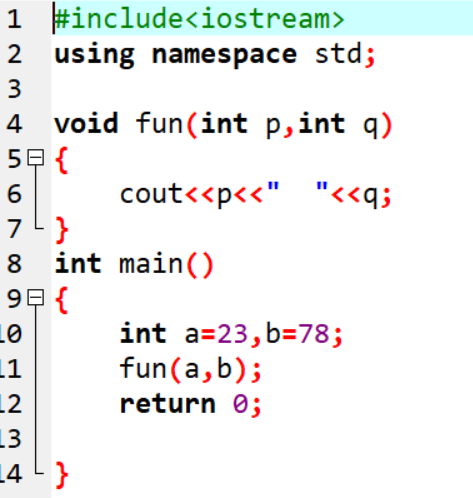 1 #include<iostream>
2 using namespace std;
3
4 void fun(int p,int q)
5 {
6 cout<<p<<"  "<<q;
7 }
8 int main()
9 {
10 int a=23,b=78;
11 fun(a,b);
12 return 0;
13
14 }